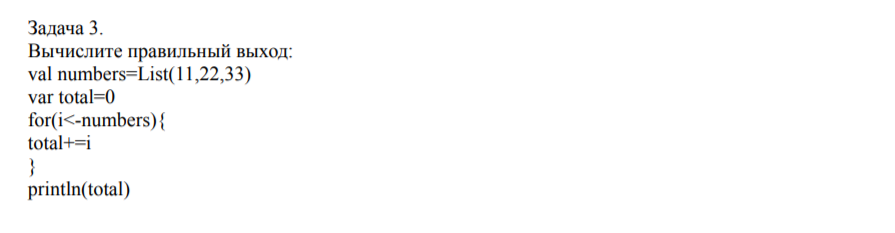 Задача 3.
Вычислите правильный выход:
val numbers=List(11,22,33)
var total=0
for(i<-numbers){
total+=i
}
println(total)